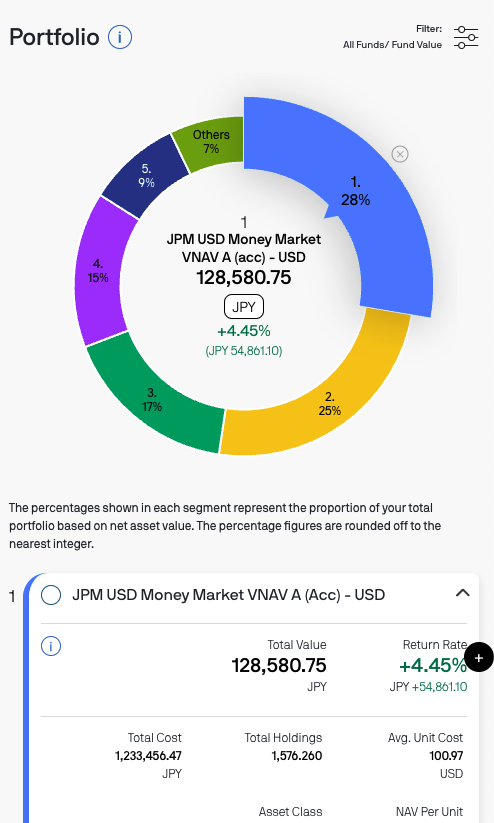 Portfolio
Filter:
All Funds/ Fund Value
Others
7%
5.
9%
1.
28%
4.
15%
1
JPM USD Money Market
VNAV A (acc) - USD
128,580.75
JPY
+4.45%
(JPY 54,861.10)
2.
25%
3.
17%
The percentages shown in each segment represent the proportion of your total
portfolio based on net asset value. The percentage figures are rounded off to the
nearest integer.
1
JPM USD Money Market VNAV A (Acc) - USD
Total Value
Return Rate
128,580.75
+4.45%
JPY
JPY +54,861.10
Total Cost
Total Holdings
Avg. Unit Cost
1,233,456.47
1,576.260
100.97
JPY
USD
Asset Class
NAV Per Unit